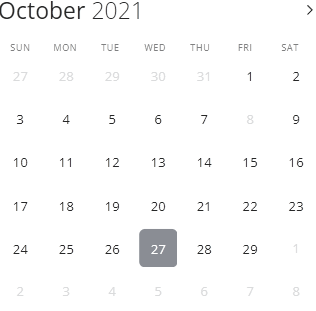 October 2021 >
SUN MON TUE WED THU FRI SAT
27 28 29 30 31 1 2
3 4 5 6 7 8 9
10 11 12 13 14 15 16
17 18 19 20 21 22 23
24 25 26 27 28 29 1
2 3 4 5 6 7 8